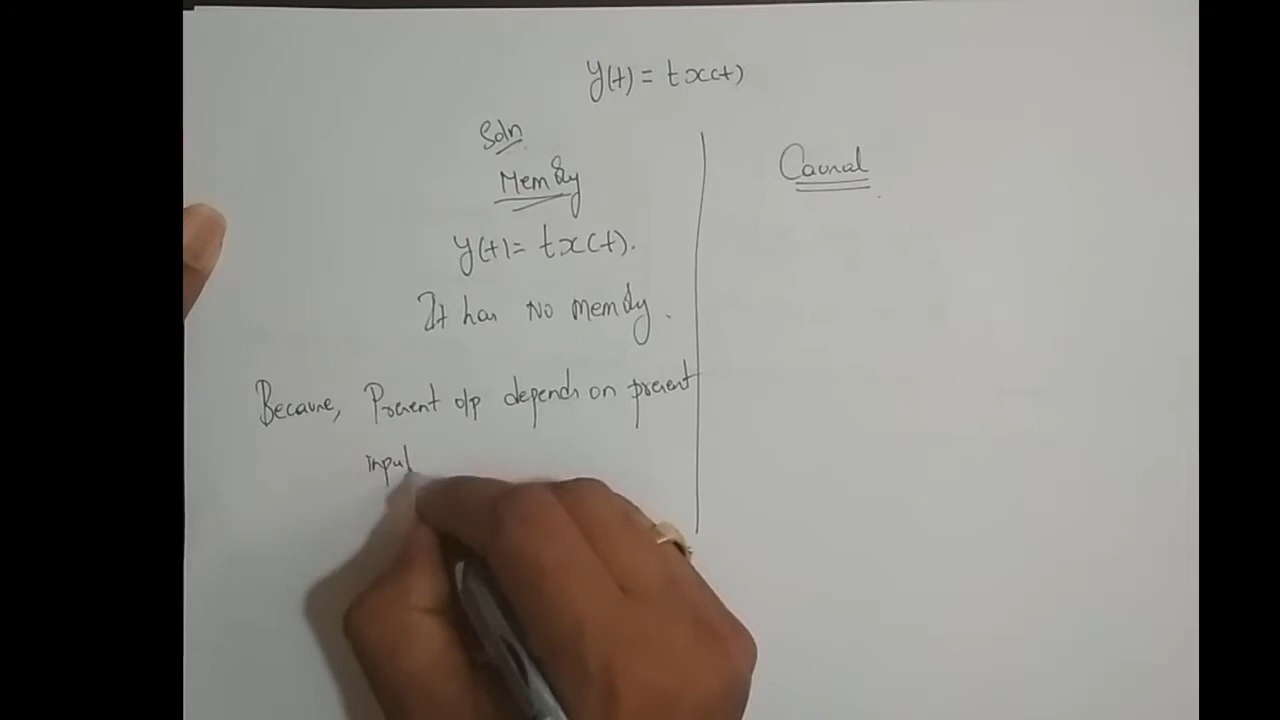 y(t) = tx(t)
Soln
Memory
y(t) = tx(t).
It has No memory.
Because, Present o/p depends on present
input
Causal